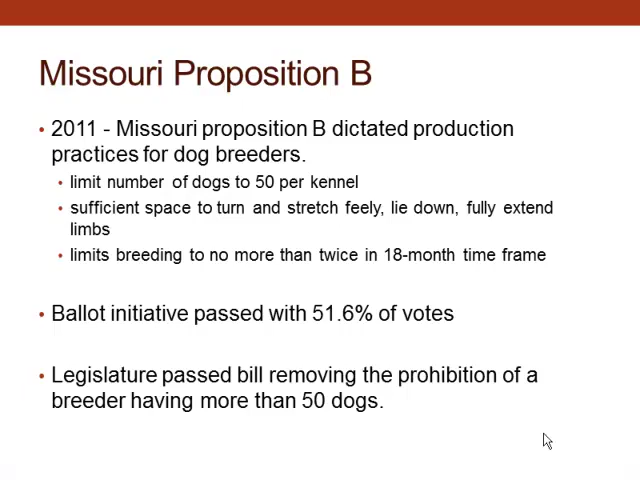 Missouri Proposition B
• 2011 - Missouri proposition B dictated production
practices for dog breeders.
• limit number of dogs to 50 per kennel
• sufficient space to turn and stretch feely, lie down, fully extend
limbs
• limits breeding to no more than twice in 18-month time frame
• Ballot initiative passed with 51.6% of votes
• Legislature passed bill removing the prohibition of a
breeder having more than 50 dogs.